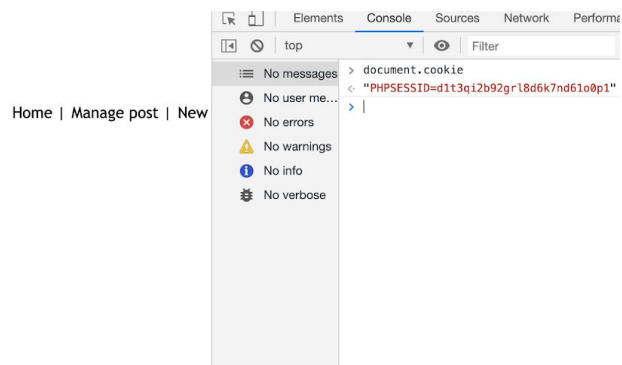 Elements Console Sources Network Performa
top Filter
No messages
No user me...
No errors
No warnings
No info
No verbose
> document.cookie
"PHPSESSID=d1t3qi2b92grl8d6k7nd61o0p1"
>
Home | Manage post | New